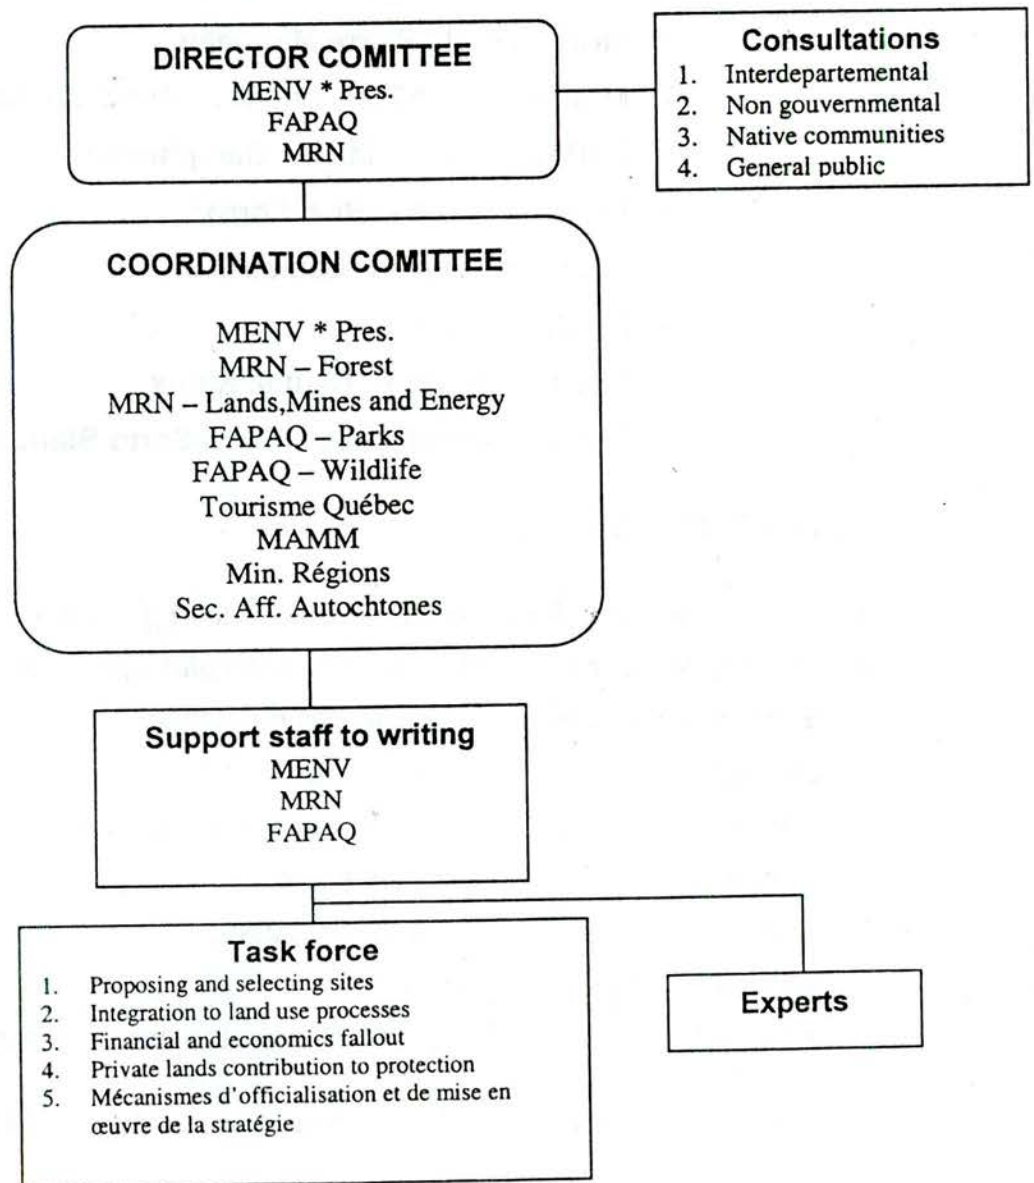 DIRECTOR COMITTEE
MENV * Pres.
FAPAQ
MRN
Consultations
1. Interdepartemental
2. Non gouvernmental
3. Native communities
4. General public
COORDINATION COMITTEE
MENV * Pres.
MRN – Forest
MRN – Lands,Mines and Energy
FAPAQ – Parks
FAPAQ – Wildlife
Tourisme Québec
MAMM
Min. Régions
Sec. Aff. Autochtones
Support staff to writing
MENV
MRN
FAPAQ
Task force
1. Proposing and selecting sites
2. Integration to land use processes
3. Financial and economics fallout
4. Private lands contribution to protection
5. Mécanismes d'officialisation et de mise en
œuvre de la stratégie
Experts